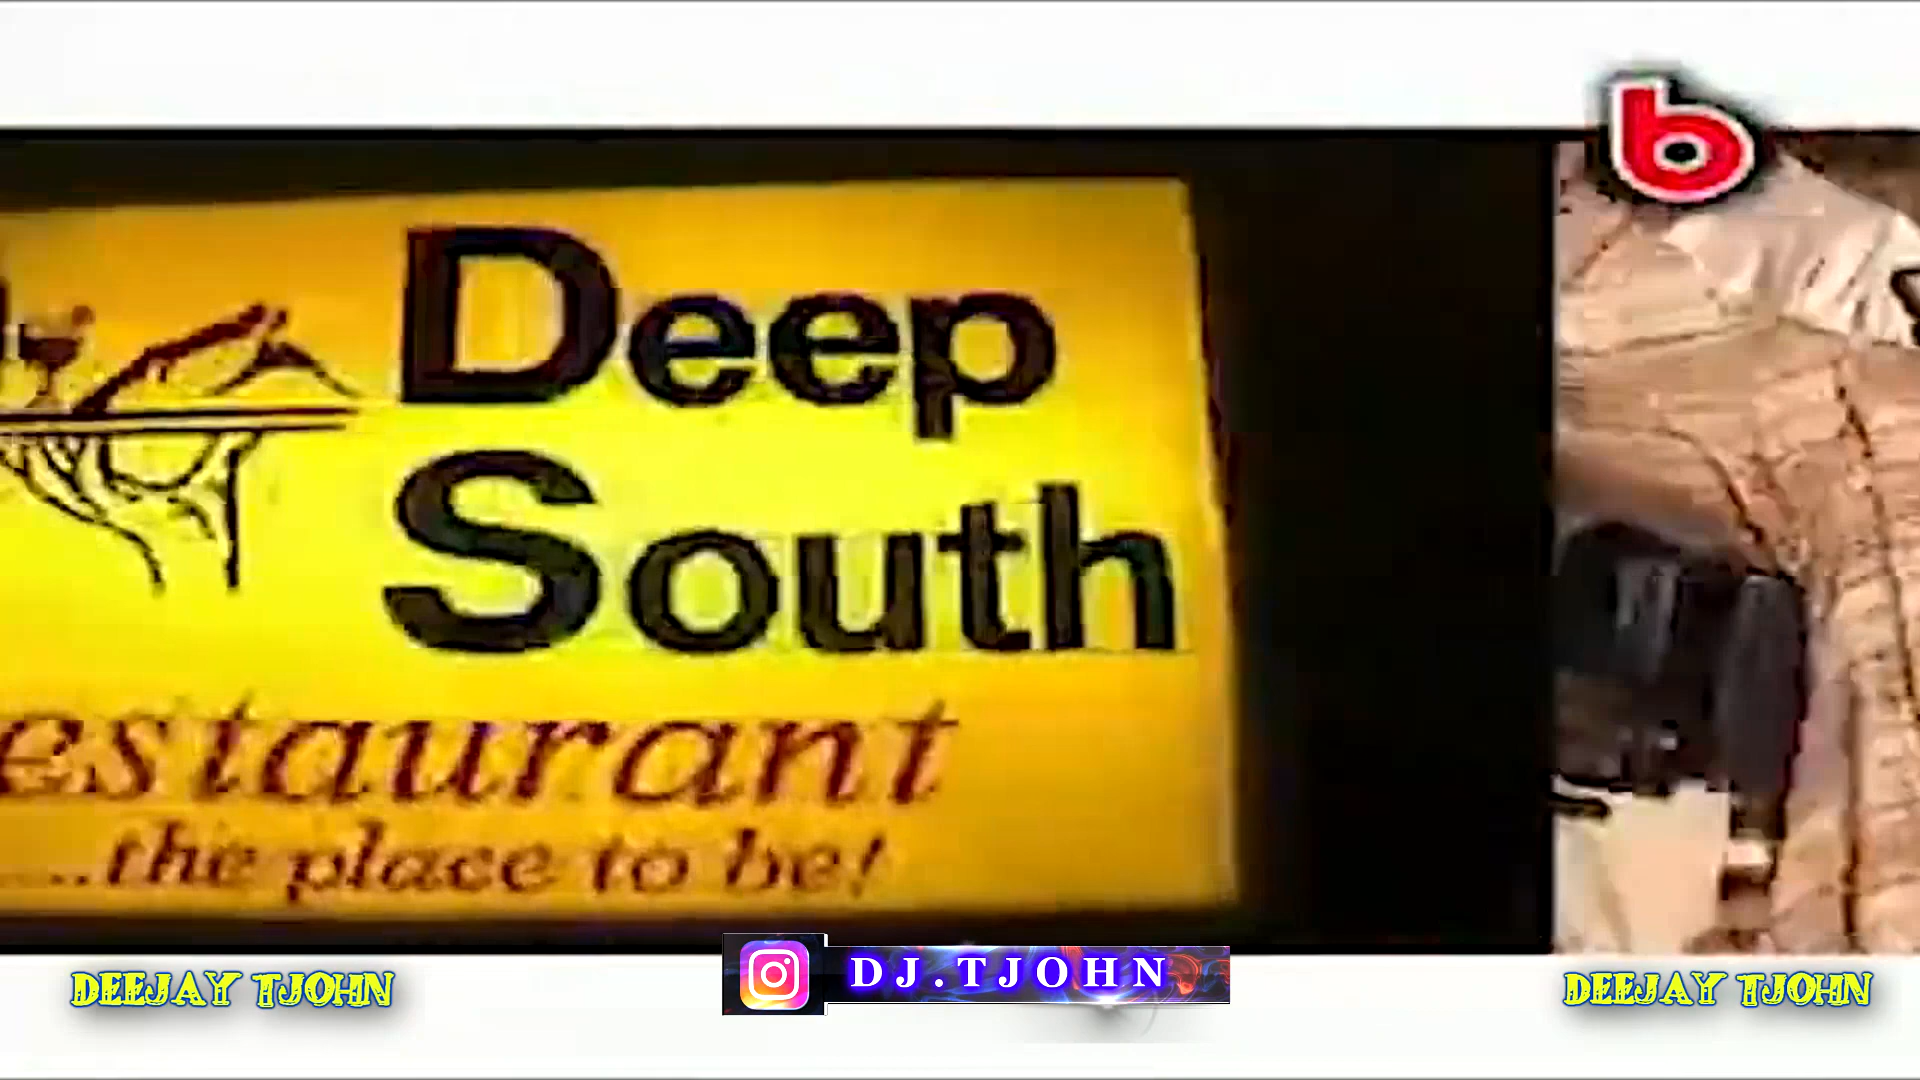 b
Deep
South
estaurant
...the place to be!
DEEJAY TJOHN
DJ.TJOHN
DEEJAY TJOHN